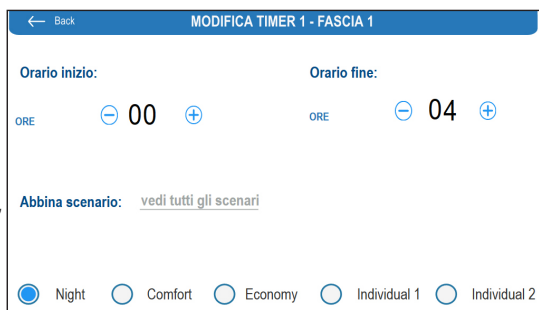 ← Back MODIFICA TIMER 1 - FASCIA 1
Orario inizio: Orario fine:
ORE 00 ORE 04
Abbina scenario: vedi tutti gli scenari
Night Comfort Economy Individual 1 Individual 2